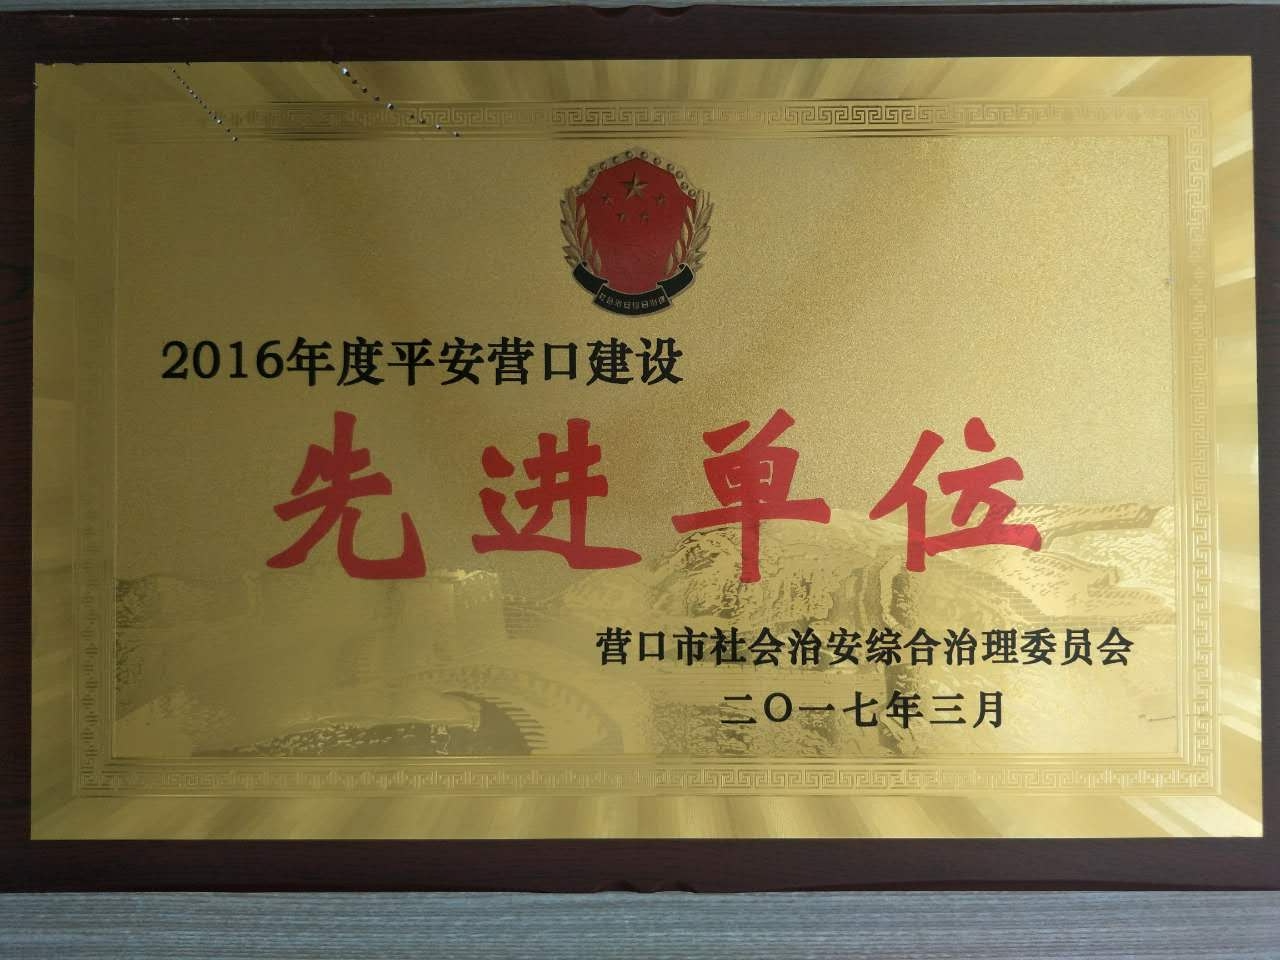 2016年度平安营口建设
先进单位
营口市社会治安综合治理委员会
二〇一七年三月